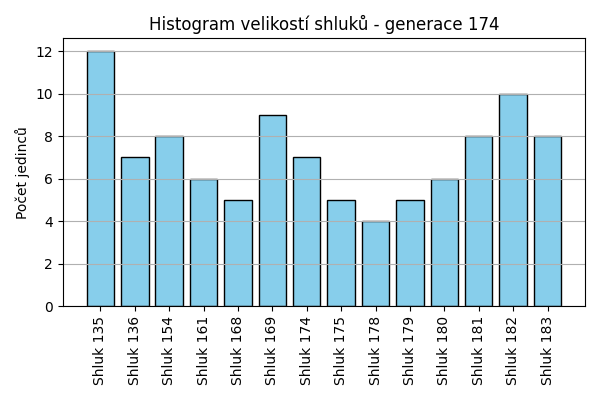 Histogram velikostí shluků - generace 174
Počet jedinců
12
10
8
6
4
2
0
Shluk 135
Shluk 136
Shluk 154
Shluk 161
Shluk 168
Shluk 169
Shluk 174
Shluk 175
Shluk 178
Shluk 179
Shluk 180
Shluk 181
Shluk 182
Shluk 183